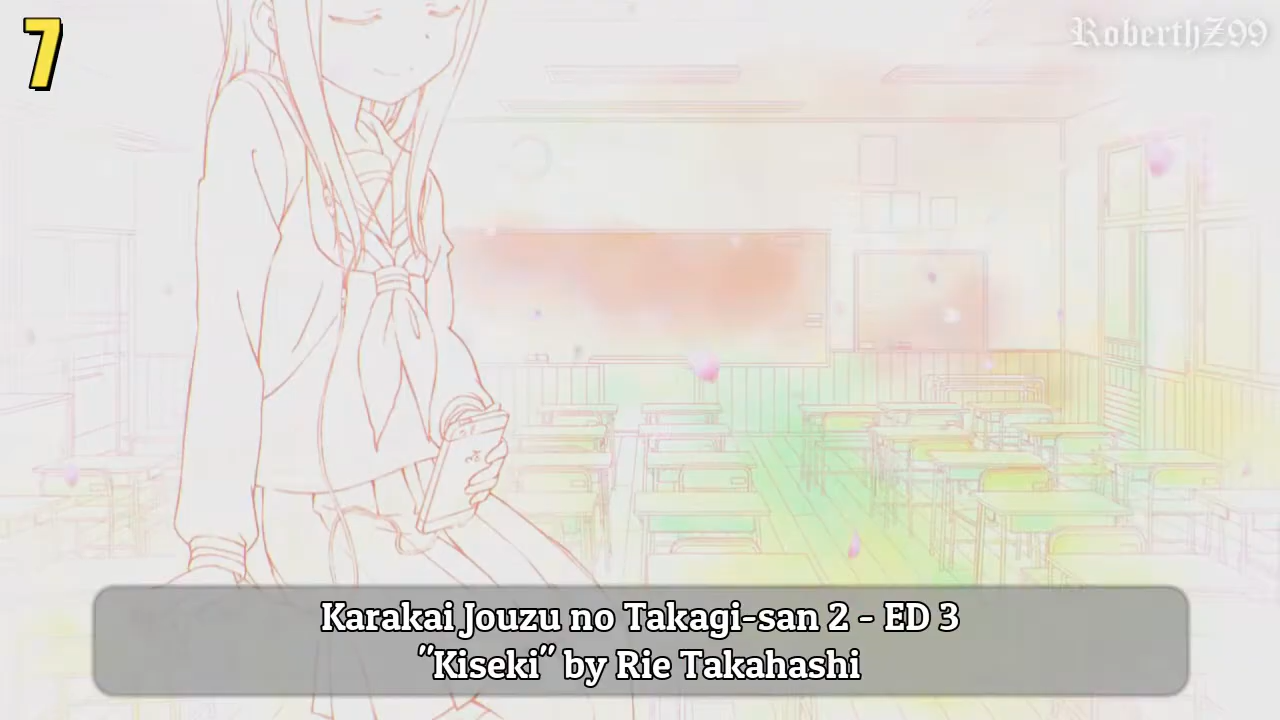 7
RoberthZ99
Karakai Jouzu no Takagi-san 2 - ED 3
"Kiseki" by Rie Takahashi